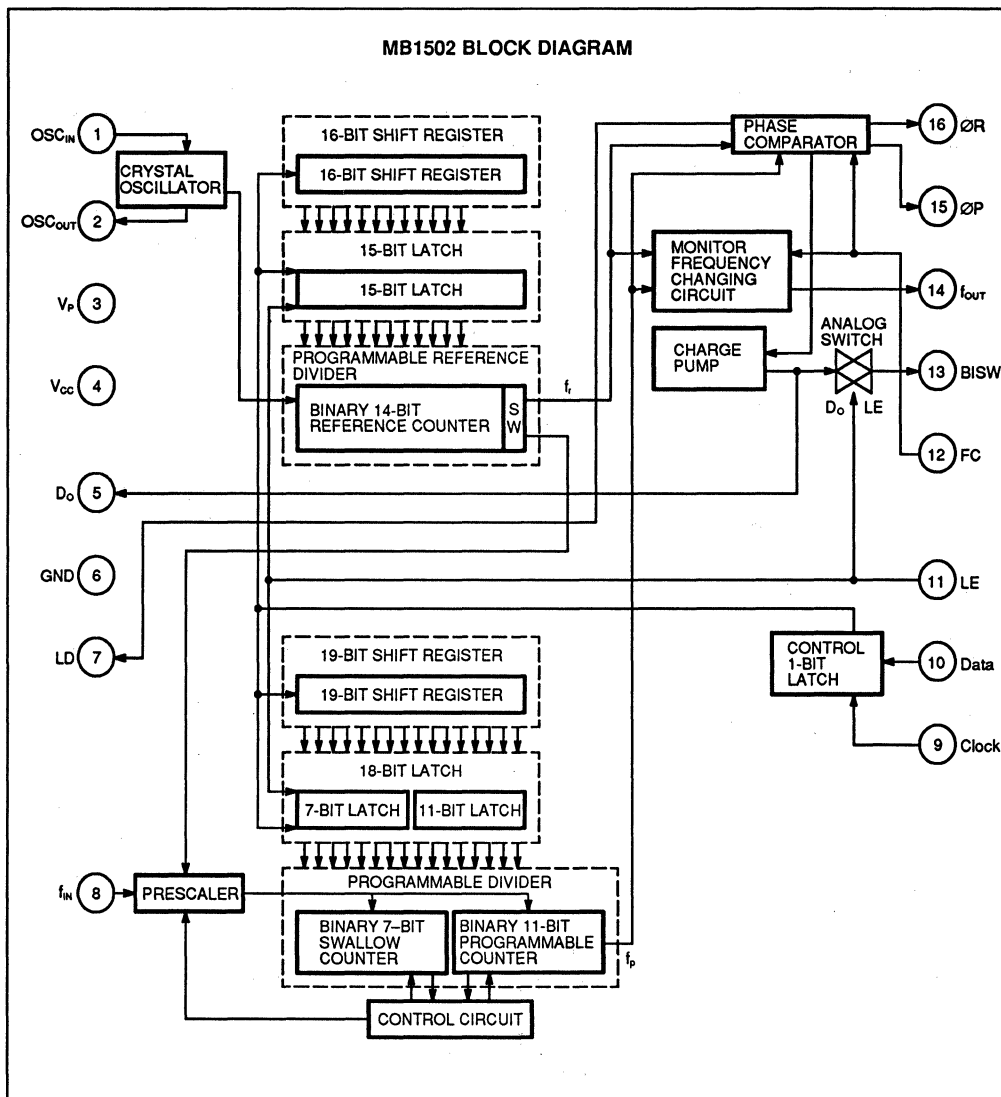 MB1502 BLOCK DIAGRAM
OSCIN
1
CRYSTAL
OSCILLATOR
OSCOUT
2
VP
3
VCC
4
DO
5
GND
6
LD
7
fIN
8
PRESCALER
16-BIT SHIFT REGISTER
16-BIT SHIFT REGISTER
15-BIT LATCH
15-BIT LATCH
PROGRAMMABLE REFERENCE
DIVIDER
BINARY 14-BIT
REFERENCE COUNTER
S
W
fr
19-BIT SHIFT REGISTER
19-BIT SHIFT REGISTER
18-BIT LATCH
7-BIT LATCH
11-BIT LATCH
PROGRAMMABLE DIVIDER
BINARY 7–BIT
SWALLOW
COUNTER
BINARY 11-BIT
PROGRAMMABLE
COUNTER
fp
CONTROL CIRCUIT
PHASE
COMPARATOR
MONITOR
FREQUENCY
CHANGING
CIRCUIT
CHARGE
PUMP
ANALOG
SWITCH
DO
LE
CONTROL
1-BIT
LATCH
16
ØR
15
ØP
14
fOUT
13
BISW
12
FC
11
LE
10
Data
9
Clock